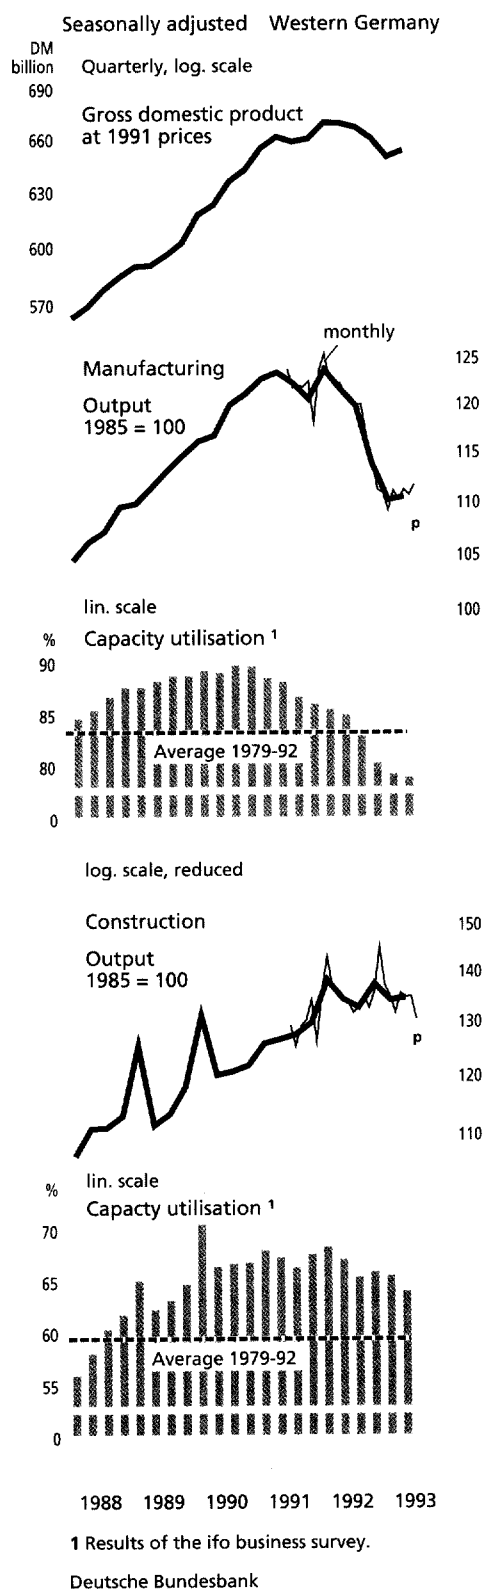 Seasonally adjusted Western Germany
DM
billion
Quarterly, log. scale
690
Gross domestic product
at 1991 prices
660
630
600
570
monthly
Manufacturing
125
Output
1985 = 100
120
115
110
p
105
lin. scale
100
%
Capacity utilisation 1
90
85
Average 1979-92
80
0
log. scale, reduced
Construction
150
Output
1985 = 100
140
130
p
120
110
lin. scale
%
Capacty utilisation 1
70
65
60
Average 1979-92
55
0
1988 1989 1990 1991 1992 1993
1 Results of the ifo business survey.
Deutsche Bundesbank